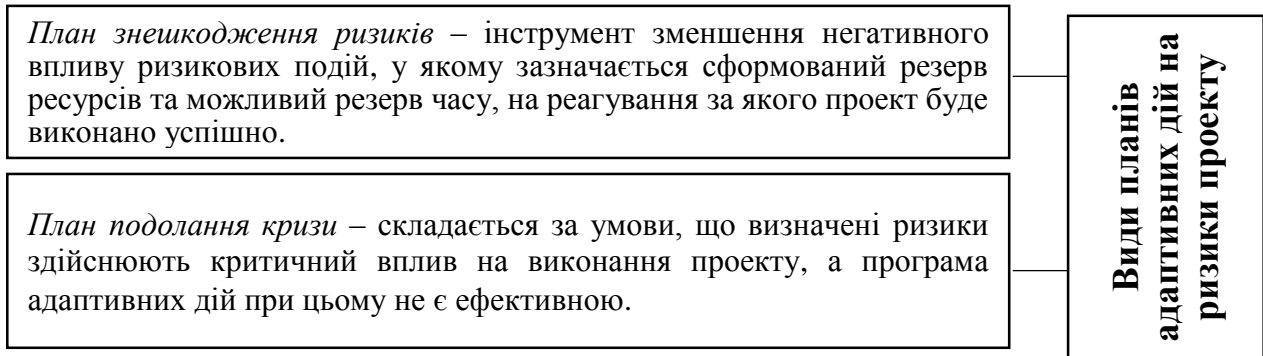 План знешкодження ризиків – інструмент зменшення негативного
впливу ризикових подій, у якому зазначається сформований резерв
ресурсів та можливий резерв часу, на реагування за якого проект буде
виконано успішно.
План подолання кризи – складається за умови, що визначені ризики
здійснюють критичний вплив на виконання проекту, а програма
адаптивних дій при цьому не є ефективною.
Види планів
адаптивних дій на
ризики проекту